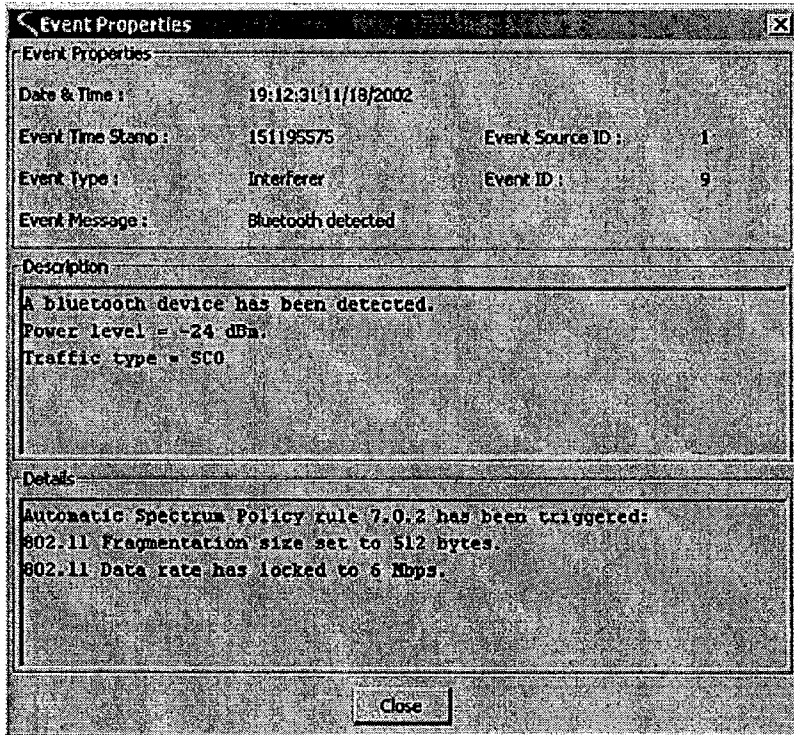 Event Properties
Event Properties
Date & Time : 19:12:31 11/18/2002
Event Time Stamp : 151195575 Event Source ID : 1
Event Type : Interferer Event ID : 9
Event Message : Bluetooth detected
Description
A bluetooth device has been detected.
Power level = -24 dBm.
Traffic type = SCO
Details
Automatic Spectrum Policy rule 7.0.2 has been triggered:
802.11 Fragmentation size set to 512 bytes.
802.11 Data rate has locked to 6 Mbps.
Close